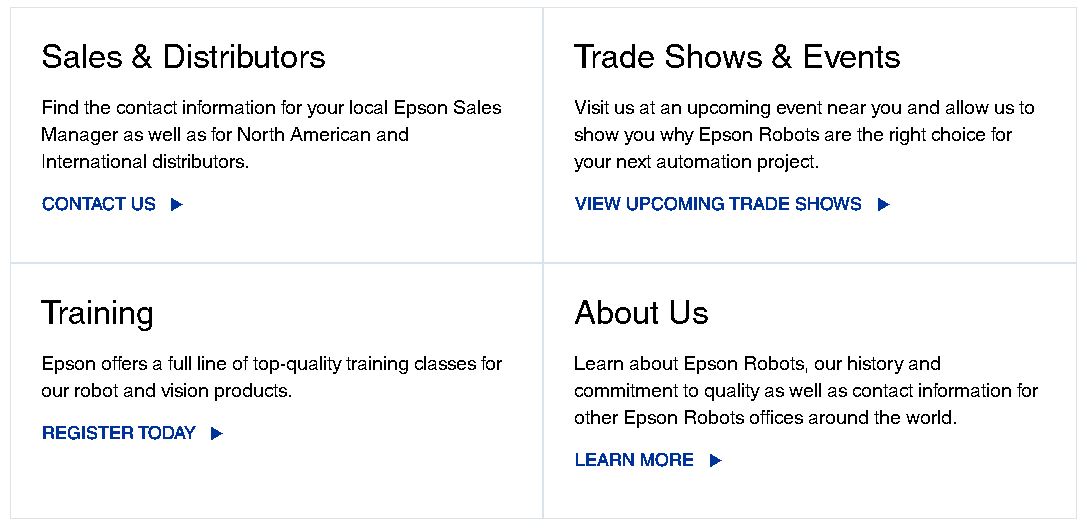 Sales & Distributors
Find the contact information for your local Epson Sales
Manager as well as for North American and
International distributors.
CONTACT US
Trade Shows & Events
Visit us at an upcoming event near you and allow us to
show you why Epson Robots are the right choice for
your next automation project.
VIEW UPCOMING TRADE SHOWS
Training
Epson offers a full line of top-quality training classes for
our robot and vision products.
REGISTER TODAY
About Us
Learn about Epson Robots, our history and
commitment to quality as well as contact information for
other Epson Robots offices around the world.
LEARN MORE